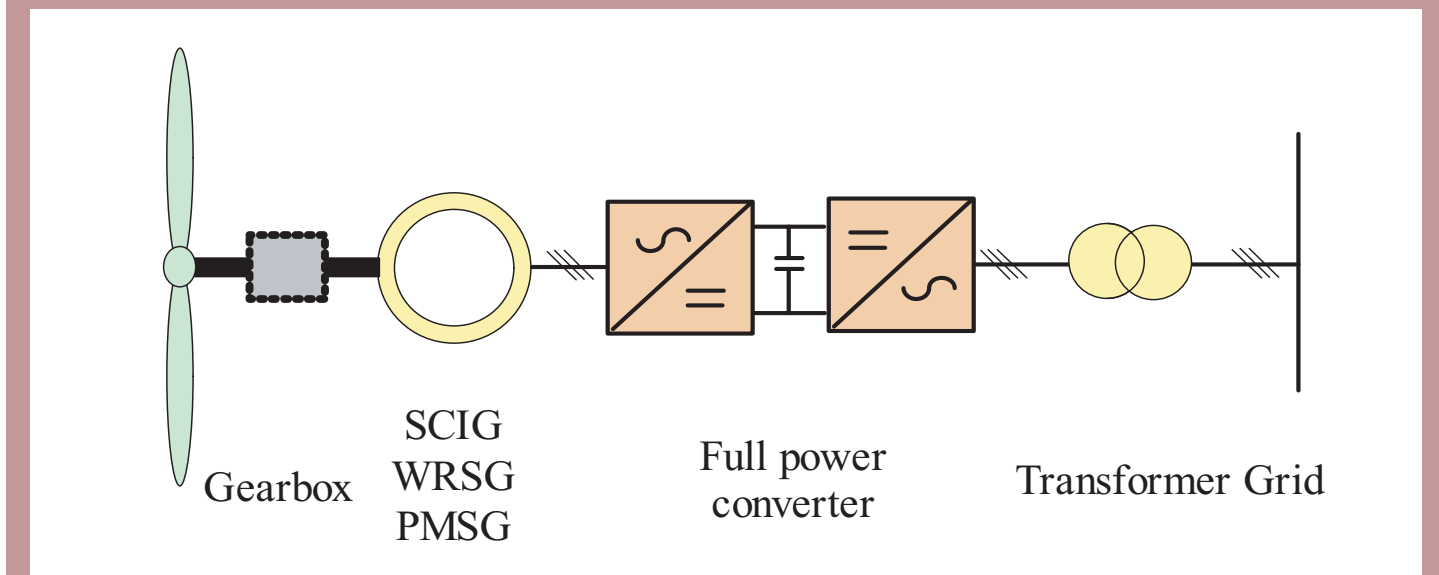 Gearbox
SCIG
WRSG
PMSG
Full power
converter
Transformer Grid